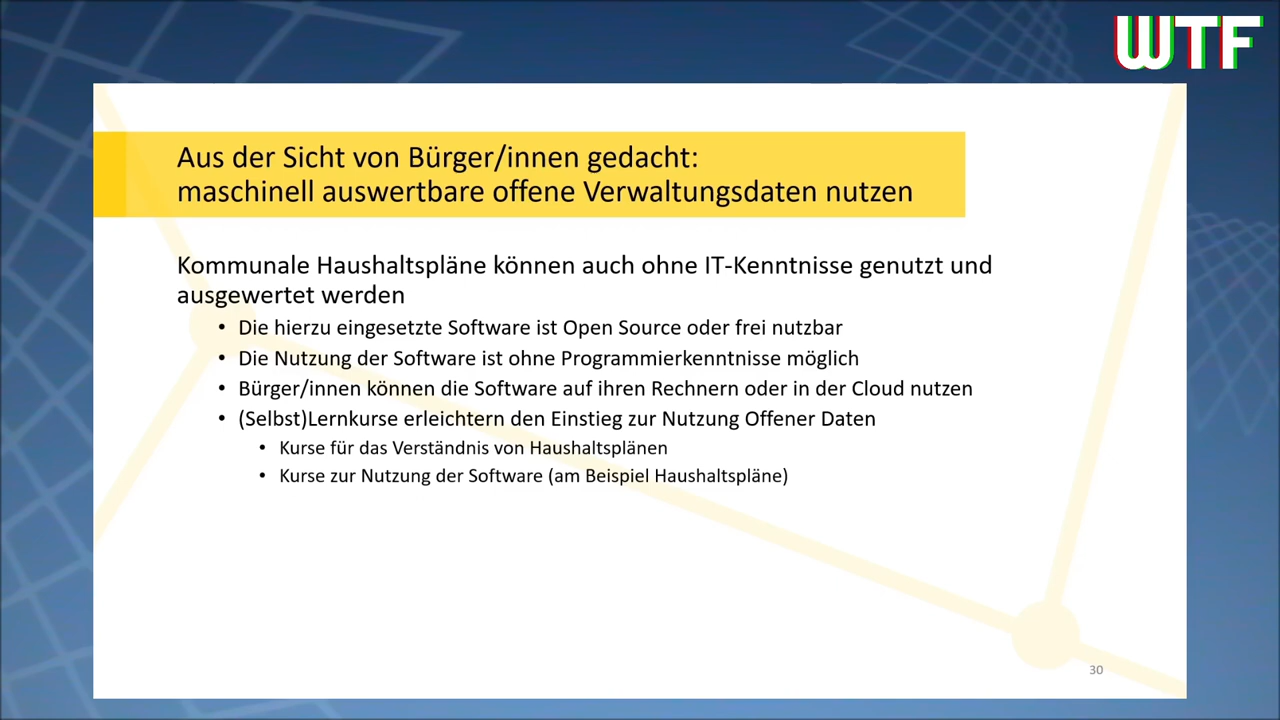 WTF
Aus der Sicht von Bürger/innen gedacht:
maschinell auswertbare offene Verwaltungsdaten nutzen
Kommunale Haushaltspläne können auch ohne IT-Kenntnisse genutzt und
ausgewertet werden
• Die hierzu eingesetzte Software ist Open Source oder frei nutzbar
• Die Nutzung der Software ist ohne Programmierkenntnisse möglich
• Bürger/innen können die Software auf ihren Rechnern oder in der Cloud nutzen
• (Selbst)Lernkurse erleichtern den Einstieg zur Nutzung Offener Daten
• Kurse für das Verständnis von Haushaltsplänen
• Kurse zur Nutzung der Software (am Beispiel Haushaltspläne)
30